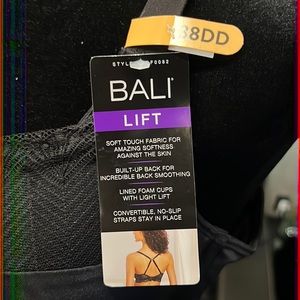 38DD
BALI
LIFT
SOFT TOUCH FABRIC FOR
AMAZING SOFTNESS
AGAINST THE SKIN
BUILT-UP BACK FOR
INCREDIBLE BACK SMOOTHING
LINED FOAM CUPS
WITH LIGHT LIFT
CONVERTIBLE, NO-SLIP
STRAPS STAY IN PLACE